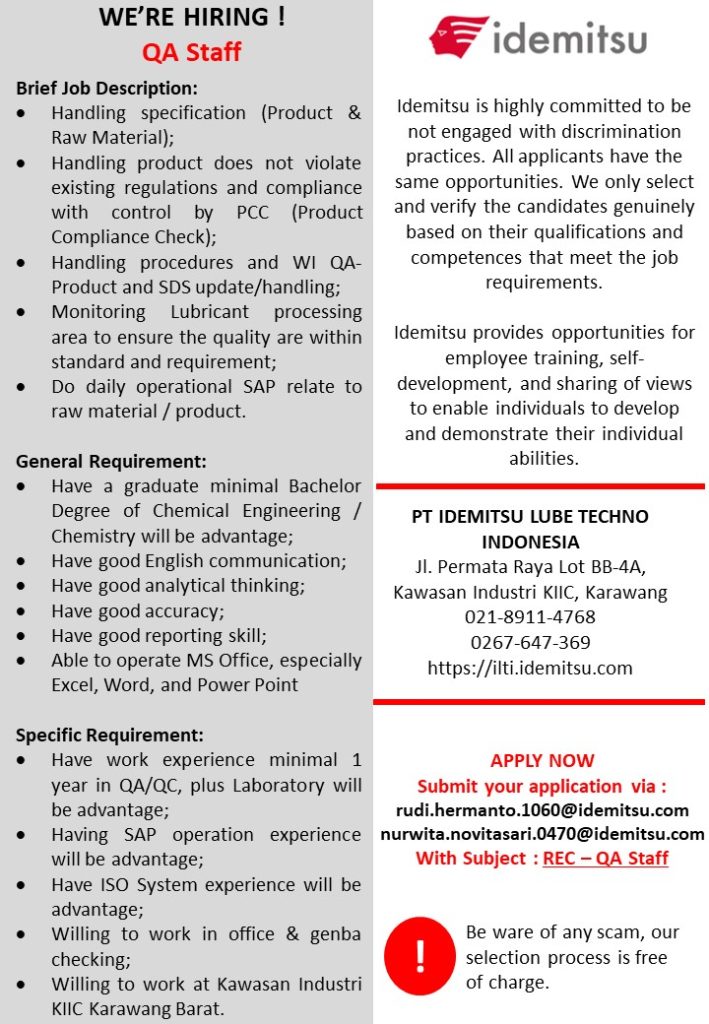 WE'RE HIRING !
QA Staff
Brief Job Description:
• Handling specification (Product &
Raw Material);
• Handling product does not violate
existing regulations and compliance
with control by PCC (Product
Compliance Check);
• Handling procedures and WI QA-
Product and SDS update/handling;
• Monitoring Lubricant processing
area to ensure the quality are within
standard and requirement;
• Do daily operational SAP relate to
raw material / product.
General Requirement:
• Have a graduate minimal Bachelor
Degree of Chemical Engineering /
Chemistry will be advantage;
• Have good English communication;
• Have good analytical thinking;
• Have good accuracy;
• Have good reporting skill;
• Able to operate MS Office, especially
Excel, Word, and Power Point
Specific Requirement:
• Have work experience minimal 1
year in QA/QC, plus Laboratory will
be advantage;
• Having SAP operation experience
will be advantage;
• Have ISO System experience will be
advantage;
• Willing to work in office & genba
checking;
• Willing to work at Kawasan Industri
KIIC Karawang Barat.
idemitsu
Idemitsu is highly committed to be
not engaged with discrimination
practices. All applicants have the
same opportunities. We only select
and verify the candidates genuinely
based on their qualifications and
competences that meet the job
requirements.
Idemitsu provides opportunities for
employee training, self-
development, and sharing of views
to enable individuals to develop
and demonstrate their individual
abilities.
PT IDEMITSU LUBE TECHNO
INDONESIA
Jl. Permata Raya Lot BB-4A,
Kawasan Industri KIIC, Karawang
021-8911-4768
0267-647-369
https://ilti.idemitsu.com
APPLY NOW
Submit your application via :
rudi.hermanto.1060@idemitsu.com
nurwita.novitasari.0470@idemitsu.com
With Subject : REC – QA Staff
!
Be ware of any scam, our
selection process is free
of charge.